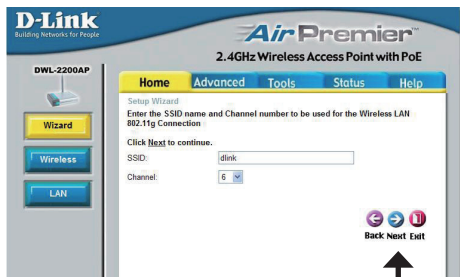 D-Link
Building Networks for People
Air Premier™
2.4GHz Wireless Access Point with PoE
DWL-2200AP
Home Advanced Tools Status Help
Setup Wizard
Enter the SSID name and Channel number to be used for the Wireless LAN
802.11g Connection
Click Next to continue.
SSID: dlink
Channel: 6
Wizard
Wireless
LAN
Back Next Exit